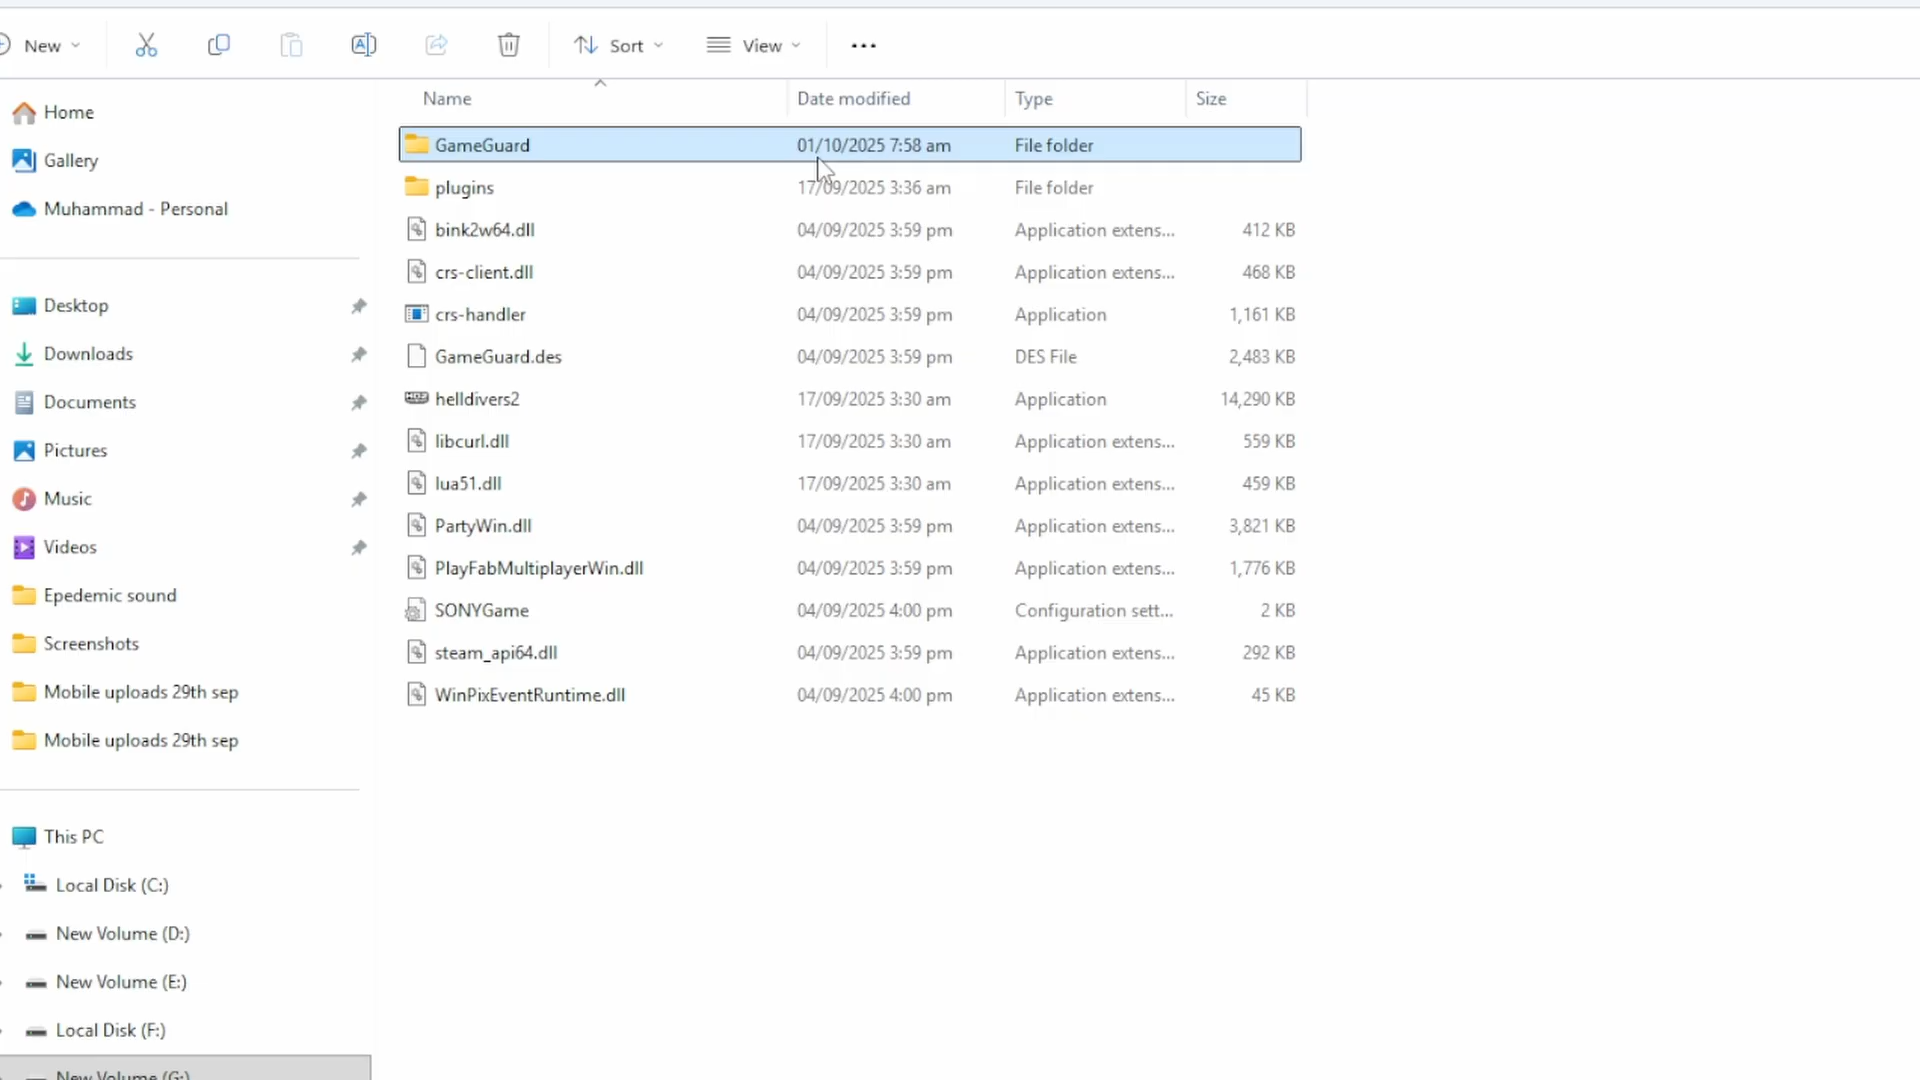 New Sort View
Name Date modified Type Size
Home
Gallery
Muhammad - Personal
Desktop
Downloads
Documents
Pictures
Music
Videos
Epedemic sound
Screenshots
Mobile uploads 29th sep
Mobile uploads 29th sep
This PC
Local Disk (C:)
New Volume (D:)
New Volume (E:)
Local Disk (F:)
New Volume (G:)
GameGuard 01/10/2025 7:58 am File folder
plugins 17/09/2025 3:36 am File folder
bink2w64.dll 04/09/2025 3:59 pm Application extens... 412 KB
crs-client.dll 04/09/2025 3:59 pm Application extens... 468 KB
crs-handler 04/09/2025 3:59 pm Application 1,161 KB
GameGuard.des 04/09/2025 3:59 pm DES File 2,483 KB
helldivers2 17/09/2025 3:30 am Application 14,290 KB
libcurl.dll 17/09/2025 3:30 am Application extens... 559 KB
lua51.dll 17/09/2025 3:30 am Application extens... 459 KB
PartyWin.dll 04/09/2025 3:59 pm Application extens... 3,821 KB
PlayFabMultiplayerWin.dll 04/09/2025 3:59 pm Application extens... 1,776 KB
SONYGame 04/09/2025 4:00 pm Configuration sett... 2 KB
steam_api64.dll 04/09/2025 3:59 pm Application extens... 292 KB
WinPixEventRuntime.dll 04/09/2025 4:00 pm Application extens... 45 KB